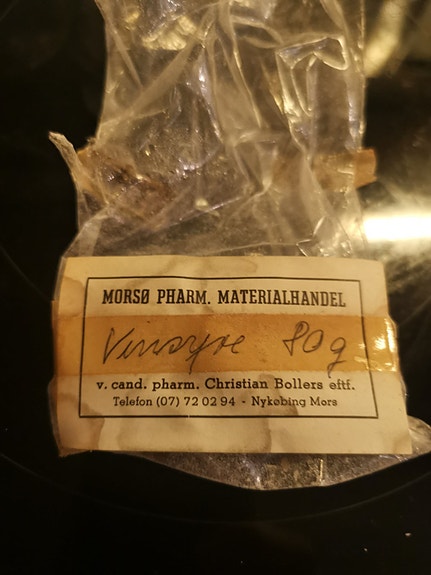 MORSØ PHARM. MATERIALHANDEL
Vinsyre 80g
v. cand. pharm. Christian Bollers eftf.
Telefon (07) 72 02 94 - Nykøbing Mors